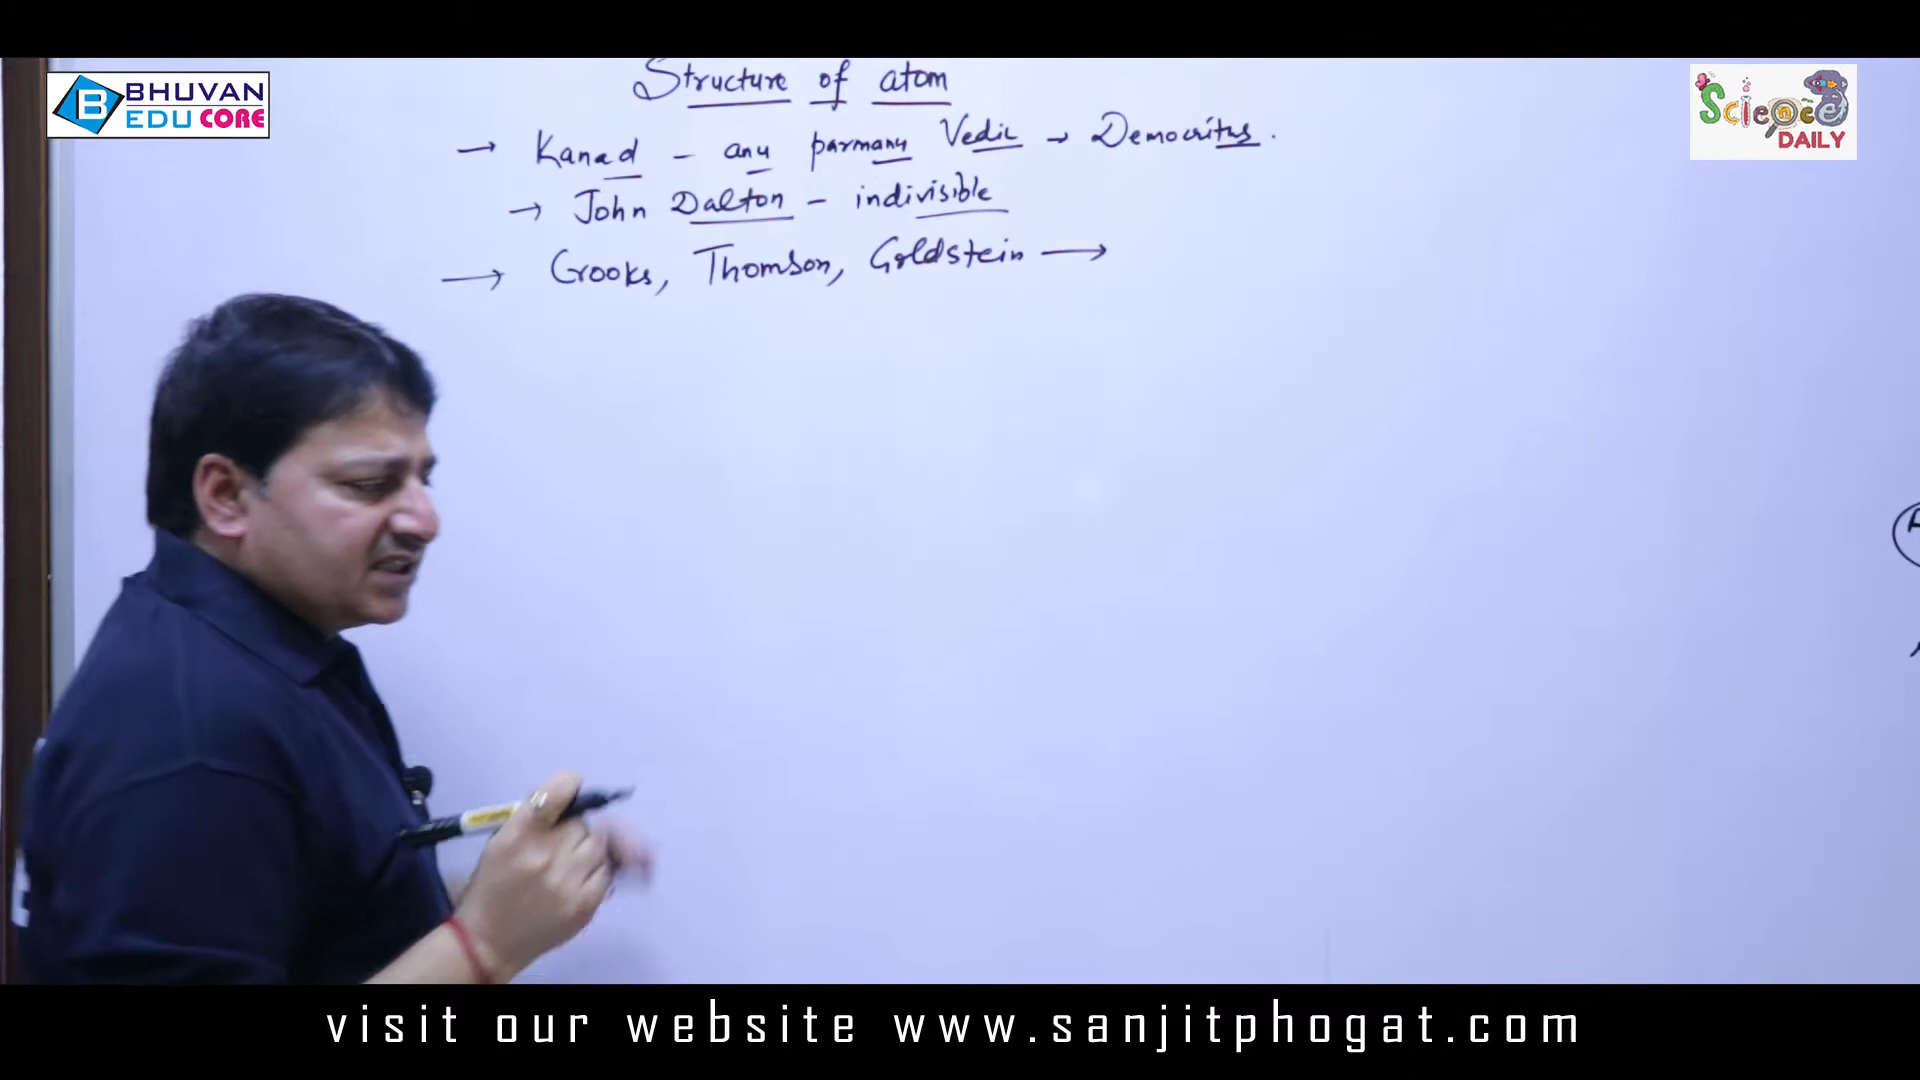 BHUVAN
EDU CORE
Science
DAILY
Structure of atom
→ Kanad - anu parmanu Vedic → Democritus.
→ John Dalton - indivisible
→ Crooks, Thomson, Goldstein →
visit our website www.sanjitphogat.com